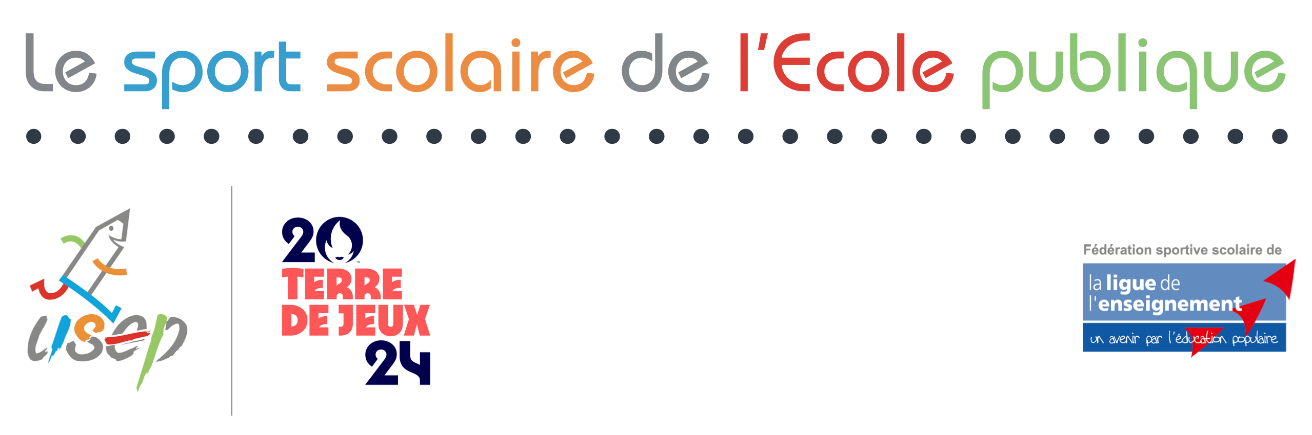 Le sport scolaire de l'Ecole publique
usep
20
TERRE
DE JEUX
24
Fédération sportive scolaire de
la ligue de
l'enseignement
un avenir par l'éducation populaire